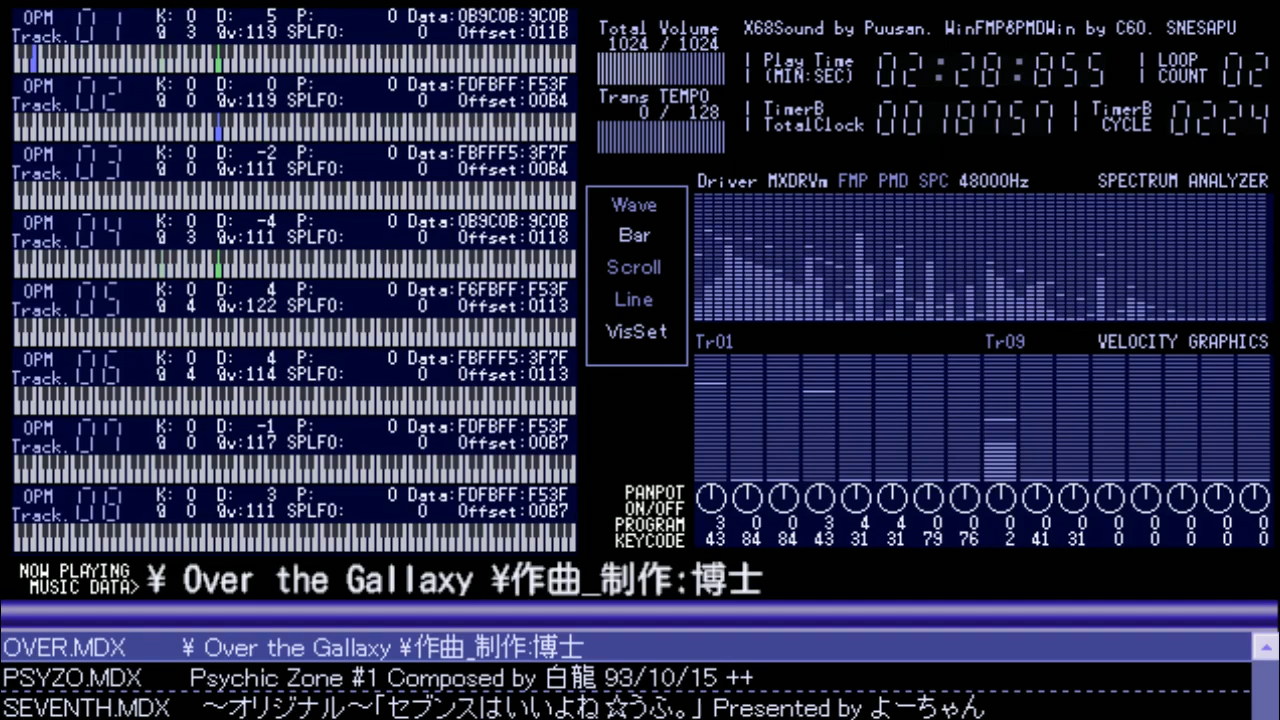 OPM K: 0 D: 5 P: 0 Data:0B9C0B:9C0B
Track. 01 @ 3 @v:119 SPLFO: 0 Offset:011B
OPM K: 0 D: 0 P: 0 Data:FDFBFF:F53F
Track. 02 @ 0 @v:119 SPLFO: 0 Offset:00B4
OPM K: 0 D: -2 P: 0 Data:FBFFF5:3F7F
Track. 03 @ 0 @v:111 SPLFO: 0 Offset:00B4
OPM K: 0 D: -4 P: 0 Data:0B9C0B:9C0B
Track. 04 @ 3 @v:111 SPLFO: 0 Offset:0118
OPM K: 0 D: 4 P: 0 Data:F6FBFF:F53F
Track. 05 @ 4 @v:122 SPLFO: 0 Offset:0113
OPM K: 0 D: 4 P: 0 Data:FBFFF5:3F7F
Track. 06 @ 4 @v:114 SPLFO: 0 Offset:0113
OPM K: 0 D: -1 P: 0 Data:FDFBFF:F53F
Track. 07 @ 0 @v:117 SPLFO: 0 Offset:00B7
OPM K: 0 D: 3 P: 0 Data:FDFBFF:F53F
Track. 08 @ 0 @v:111 SPLFO: 0 Offset:00B7
Total Volume
1024 / 1024
Trans TEMPO
0 / 128
X68Sound by Puusan. WinFMP&PMDWin by C60. SNESAPU
Play Time (MIN:SEC) 02:28:855 LOOP COUNT 02
TimerB TotalClock 0018757 TimerB CYCLE 0224
Wave
Bar
Scroll
Line
VisSet
Driver MXDRVm FMP PMD SPC 48000Hz SPECTRUM ANALYZER
Tr01 Tr09 VELOCITY GRAPHICS
PANPOT
ON/OFF
PROGRAM 3 0 0 3 4 4 0 0 0 0 0 0 0 0 0 0
KEYCODE 43 84 84 43 31 31 79 76 2 41 31 0 0 0 0 0
NOW PLAYING MUSIC DATA> ¥ Over the Gallaxy ¥作曲_制作:博士
OVER.MDX ¥ Over the Gallaxy ¥作曲_制作:博士
PSYZO.MDX Psychic Zone #1 Composed by 白龍 93/10/15 ++
SEVENTH.MDX ～オリジナル～「セブンスはいいよね☆うふ。」 Presented by よーちゃん